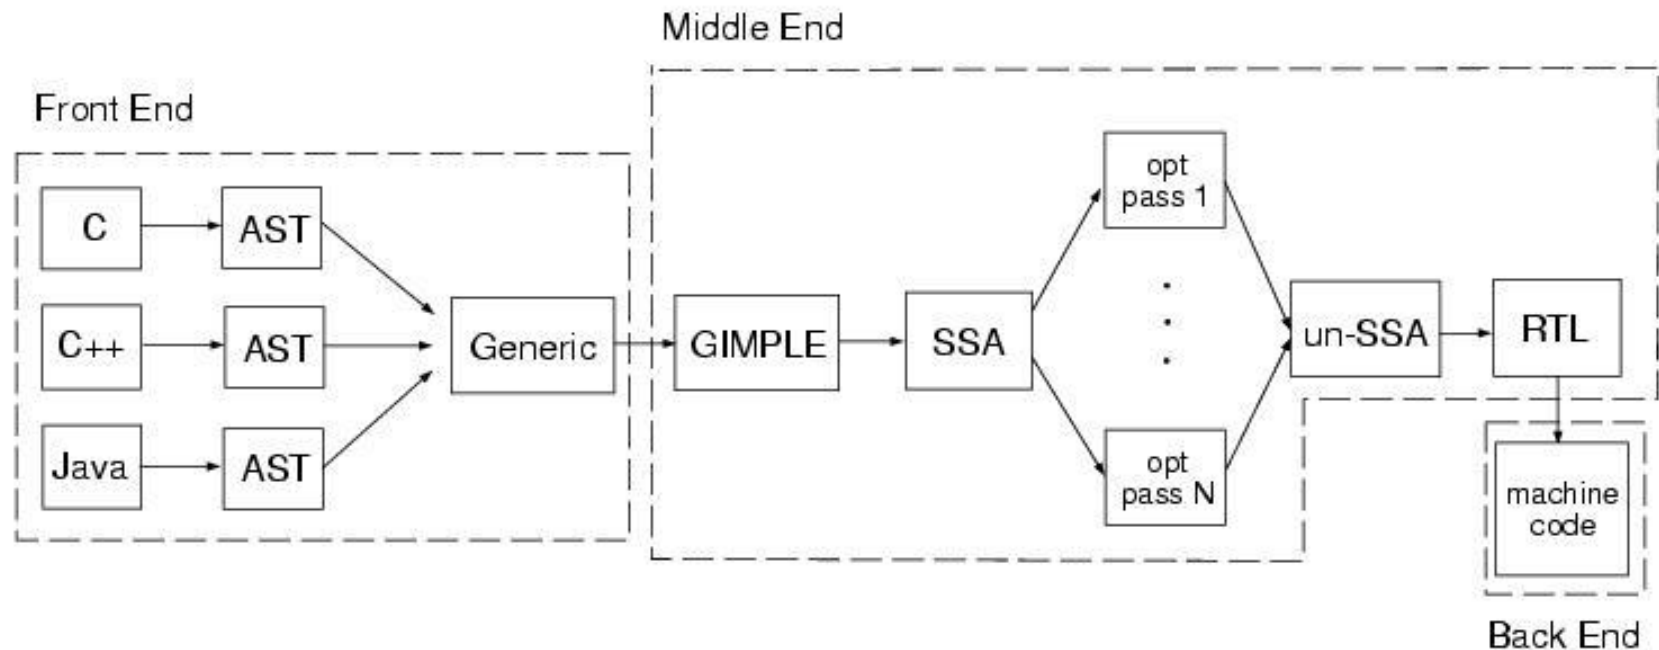 Middle End
Front End
C
AST
C++
AST
Java
AST
Generic
GIMPLE
SSA
opt
pass 1
opt
pass N
un-SSA
RTL
machine
code
Back End